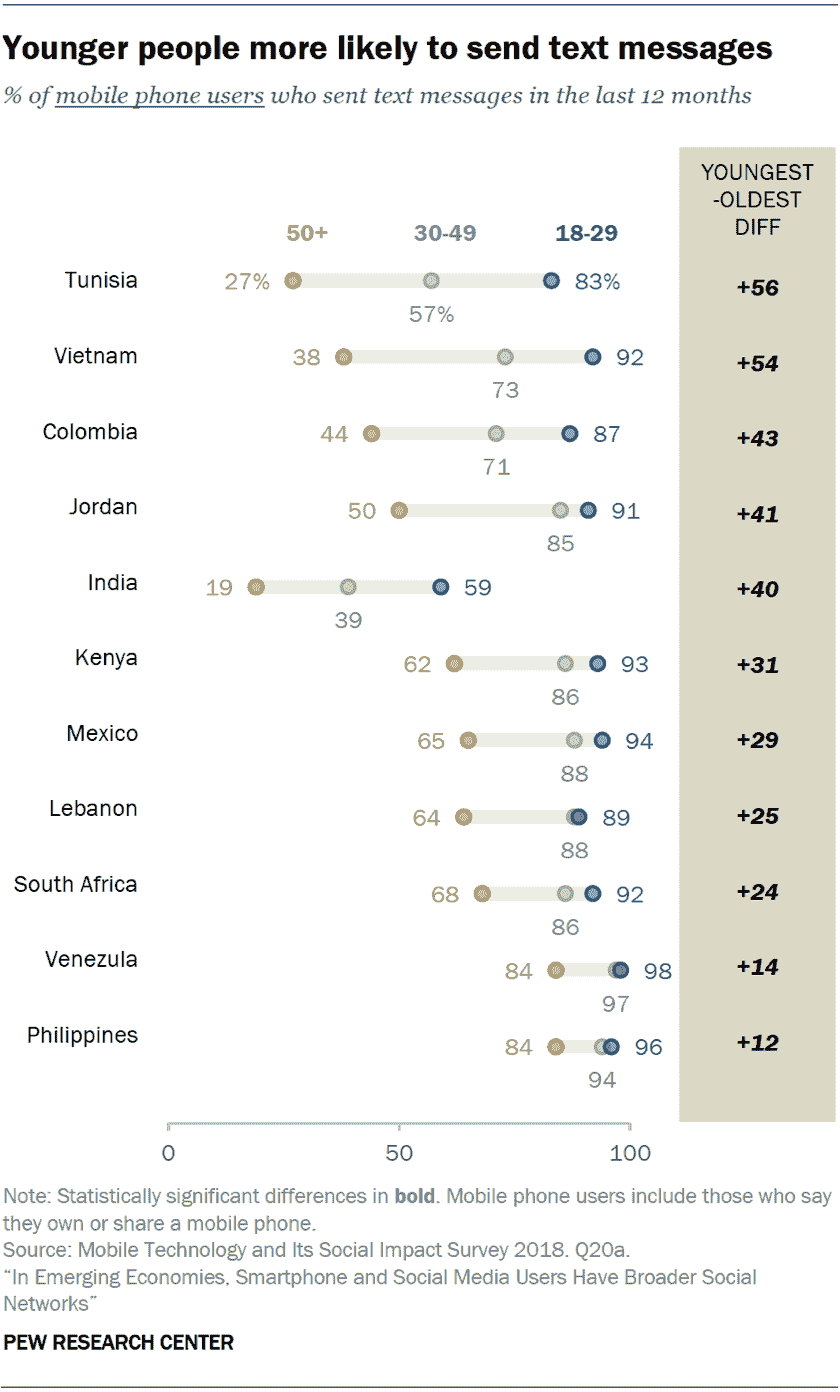 Younger people more likely to send text messages
% of mobile phone users who sent text messages in the last 12 months
YOUNGEST
-OLDEST
DIFF
50+ 30-49 18-29
Tunisia 27% 83% +56
57%
Vietnam 38 92 +54
73
Colombia 44 87 +43
71
Jordan 50 91 +41
85
India 19 59 +40
39
Kenya 62 93 +31
86
Mexico 65 94 +29
88
Lebanon 64 89 +25
88
South Africa 68 92 +24
86
Venezula 84 98 +14
97
Philippines 84 96 +12
94
0 50 100
Note: Statistically significant differences in bold. Mobile phone users include those who say
they own or share a mobile phone.
Source: Mobile Technology and Its Social Impact Survey 2018. Q20a.
“In Emerging Economies, Smartphone and Social Media Users Have Broader Social
Networks”
PEW RESEARCH CENTER